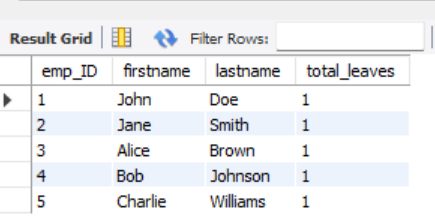 Result Grid Filter Rows:
emp_ID firstname lastname total_leaves
1 John Doe 1
2 Jane Smith 1
3 Alice Brown 1
4 Bob Johnson 1
5 Charlie Williams 1